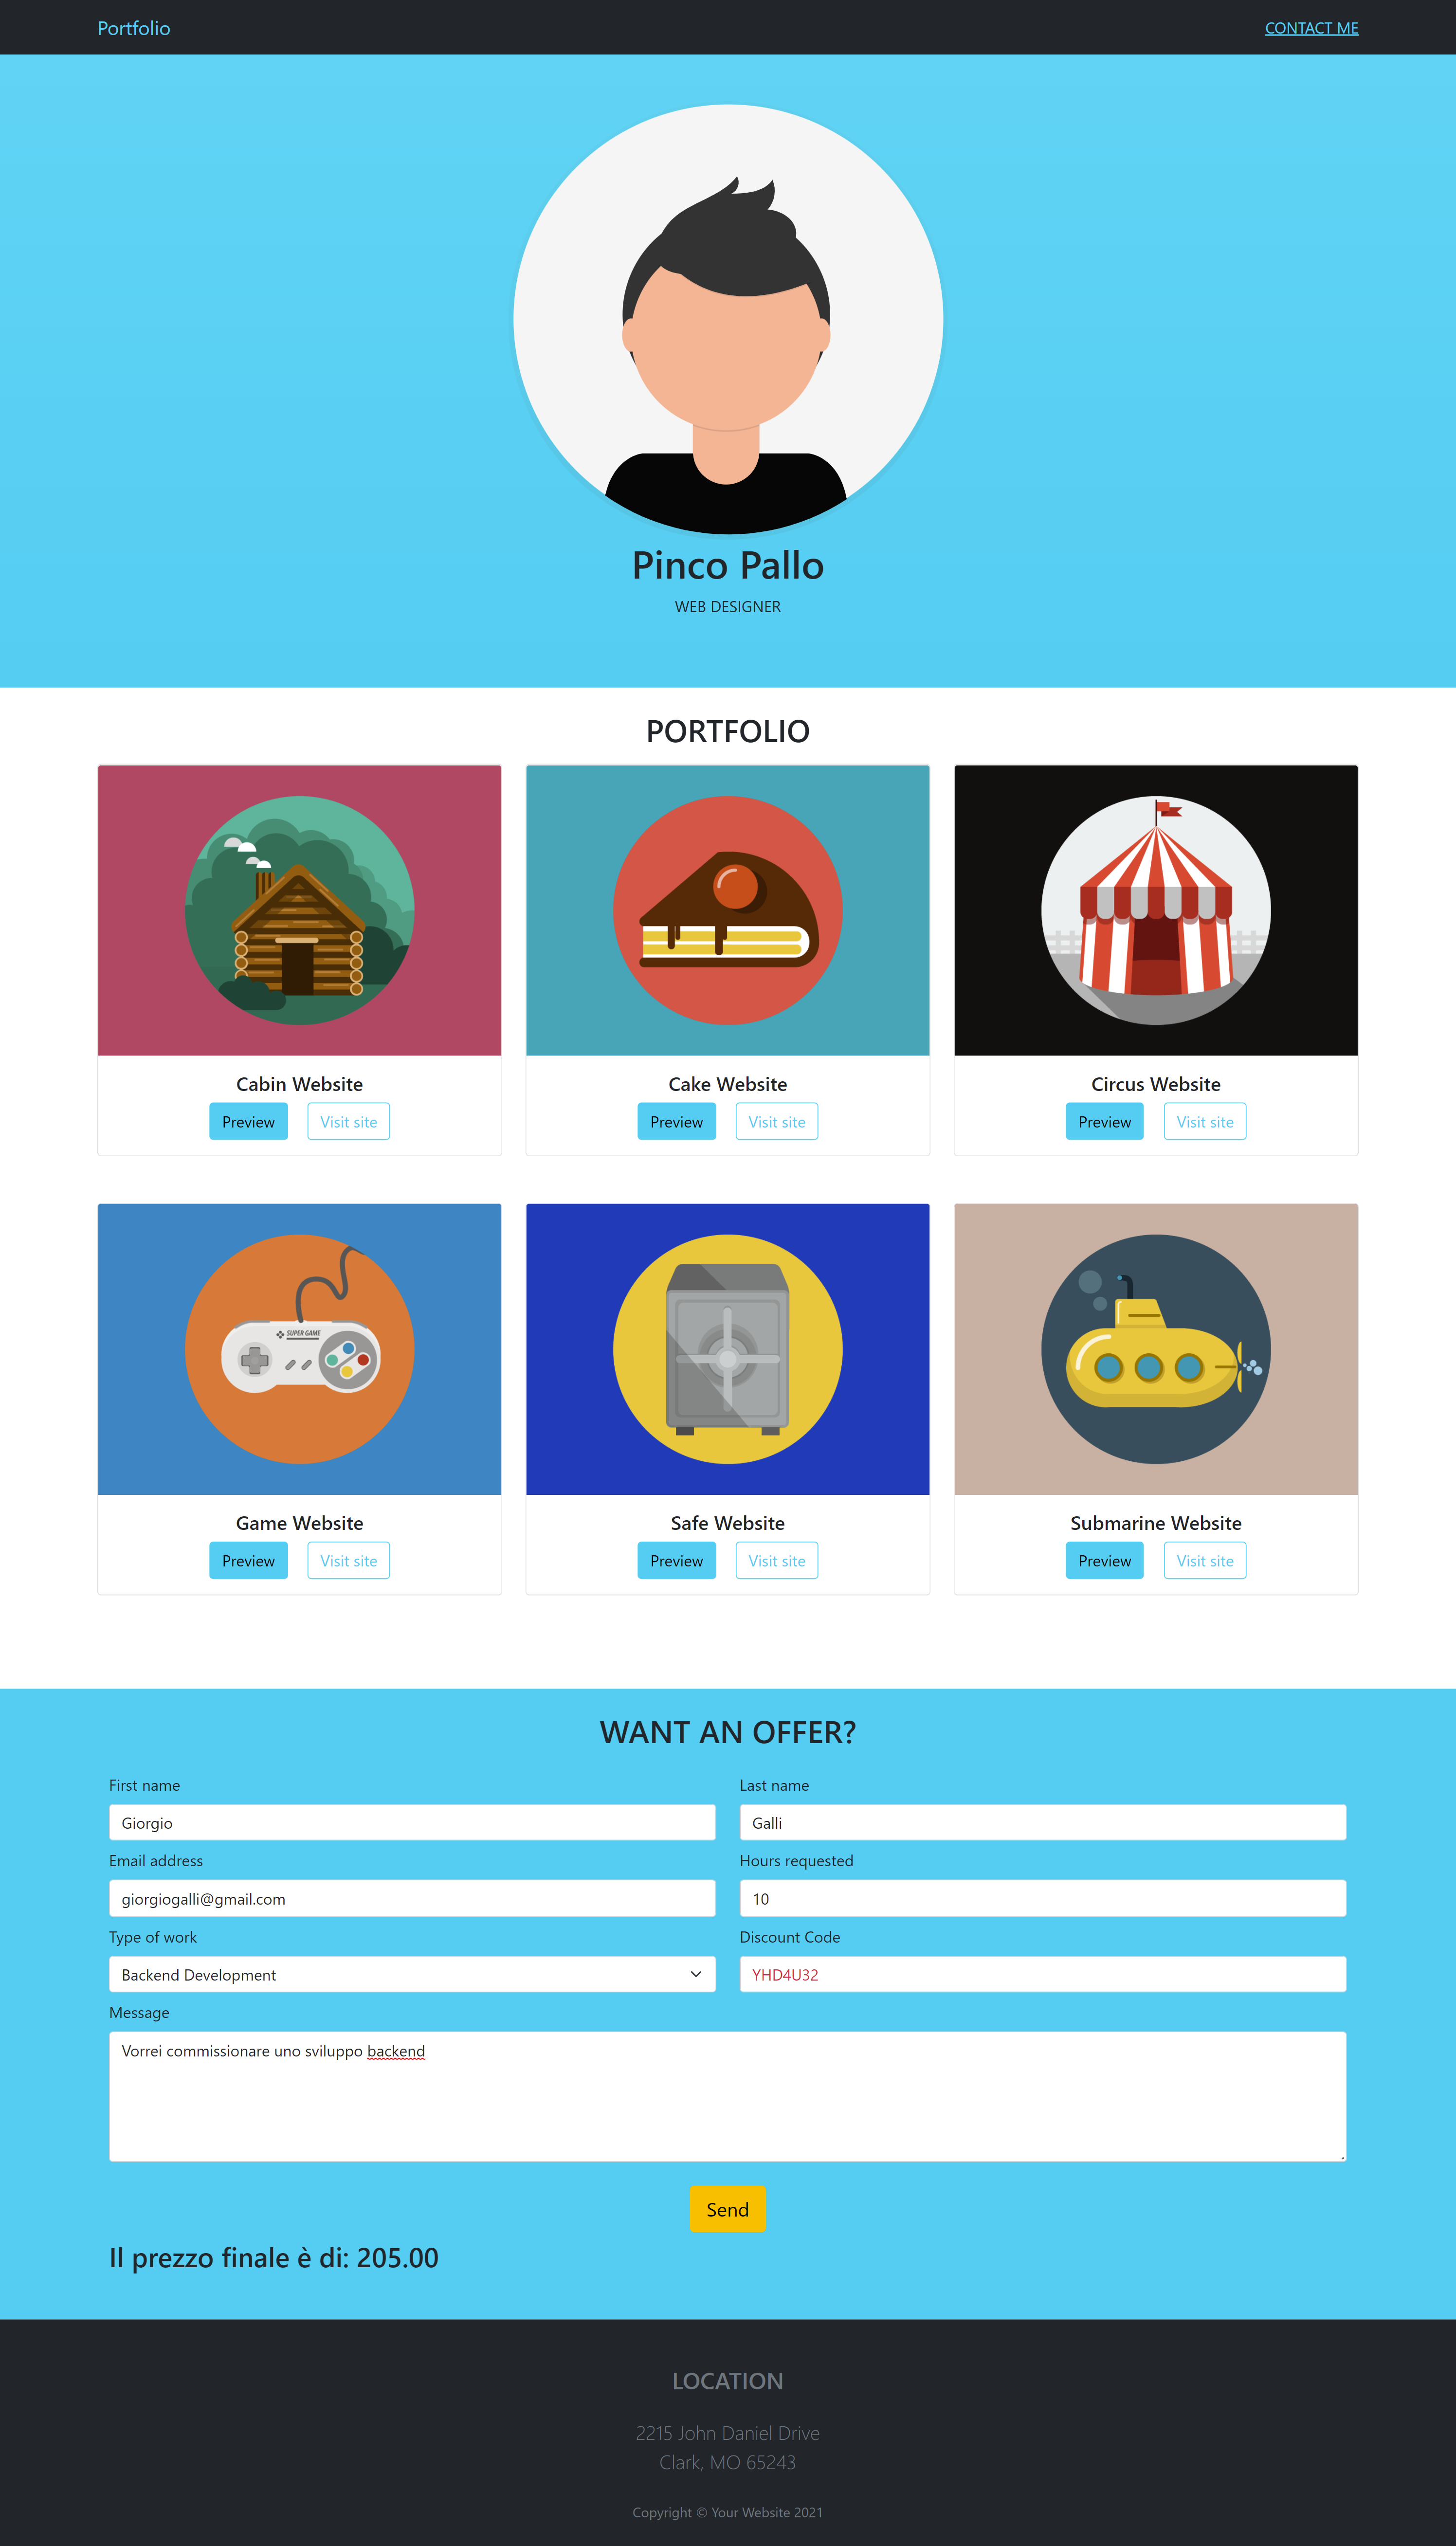 Portfolio
CONTACT ME
Pinco Pallo
WEB DESIGNER
PORTFOLIO
Cabin Website
Preview
Visit site
Cake Website
Preview
Visit site
Circus Website
Preview
Visit site
SUPER GAME
Game Website
Preview
Visit site
Safe Website
Preview
Visit site
Submarine Website
Preview
Visit site
WANT AN OFFER?
First name
Last name
Giorgio
Galli
Email address
Hours requested
giorgiogalli@gmail.com
10
Type of work
Discount Code
Backend Development
YHD4U32
Message
Vorrei commissionare uno sviluppo backend
Send
Il prezzo finale è di: 205.00
LOCATION
2215 John Daniel Drive
Clark, MO 65243
Copyright © Your Website 2021